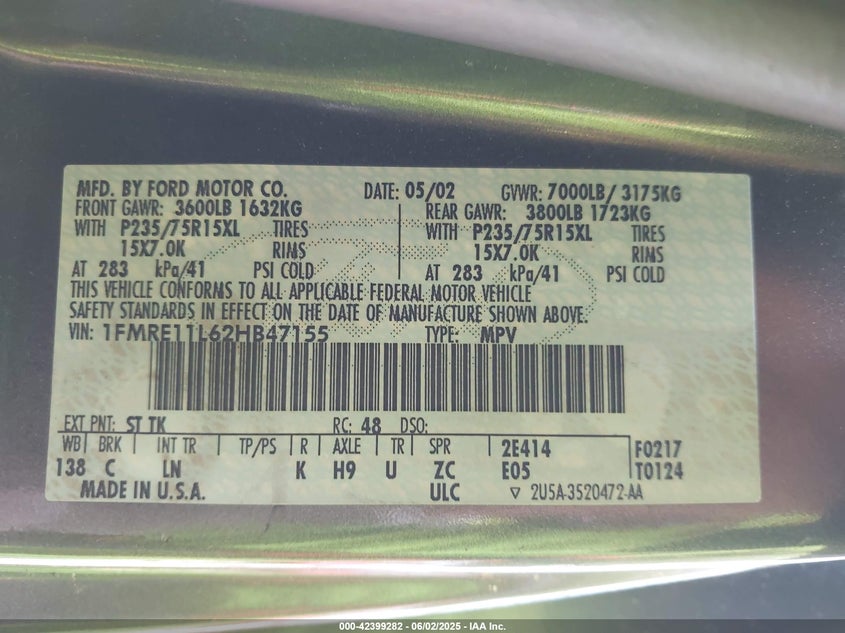 MFD. BY FORD MOTOR CO. DATE: 05/02 GVWR: 7000LB/ 3175KG
FRONT GAWR: 3600LB 1632KG REAR GAWR: 3800LB 1723KG
WITH P235/75R15XL TIRES WITH P235/75R15XL TIRES
15X7.0K RIMS 15X7.0K RIMS
AT 283 kPa/41 PSI COLD AT 283 kPa/41 PSI COLD
THIS VEHICLE CONFORMS TO ALL APPLICABLE FEDERAL MOTOR VEHICLE
SAFETY STANDARDS IN EFFECT ON THE DATE OF MANUFACTURE SHOWN ABOVE.
VIN: 1FMRE11L62HB47155 TYPE: MPV
EXT PNT: ST TK RC: 48 DSO:
WB BRK INT TR TP/PS R AXLE TR SPR 2E414 F0217
138 C LN K H9 U ZC E05 T0124
MADE IN U.S.A. ULC ▽ 2U5A-3520472-AA
000-42399282 - 06/02/2025 - IAA Inc.